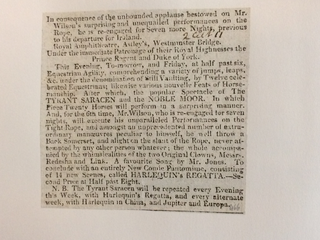 In consequence of the unbounded applause bestowed on Mr.
Wilson's surprising and unequalled performances on the
Rope, he is re-engaged for Seven more Nights, previous
to his departure for Ireland.
Royal Amphitheatre, Astley's, Westminster Bridge.
Under the immediate Patronage of their Royal Highnesses the
Prince Regent and Duke of York.
This Evening, To-morrow, and Friday, at half past six,
Equestrian Agility, comprehending a variety of jumps, leaps,
&c. under the denomination of still Vaulting, by Twelve cele-
brated Equestrians; likewise various nouvelle Feats of Horse-
manship. After which, the popular Spectacle of The
TYRANT SARACEN and the NOBLE MOOR. In which
Twenty Horses will perform in a surprising manner.
And, for the 5th time, Mr. Wilson, who is re-engaged for seven
nights, will exhibit his unparalleled Performances on the
Tight Rope, and amongst an unprecedented number of extra-
ordinary manœuvres peculiar to himself, he will throw a
Back Somerset, and alight on the slant of the Rope, never at-
tempted by any other person whatever; the whole accompa-
nied by the whimsicalities of the two Original Clowns, Messrs.
Bedosha and Linn. A favourite Song by Mr. Jones. To
conclude with an entirely New Comic Pantomime, consisting
of 14 new Scenes, called HARLEQUIN'S REGATTA.—Se-
cond Price at Half past Eight.
N. B. The Tyrant Saracen will be repeated every Evening
this Week, with Harlequin's Regatta, and every alternate
week, with Harlequin in China, and Jupiter and Europa.